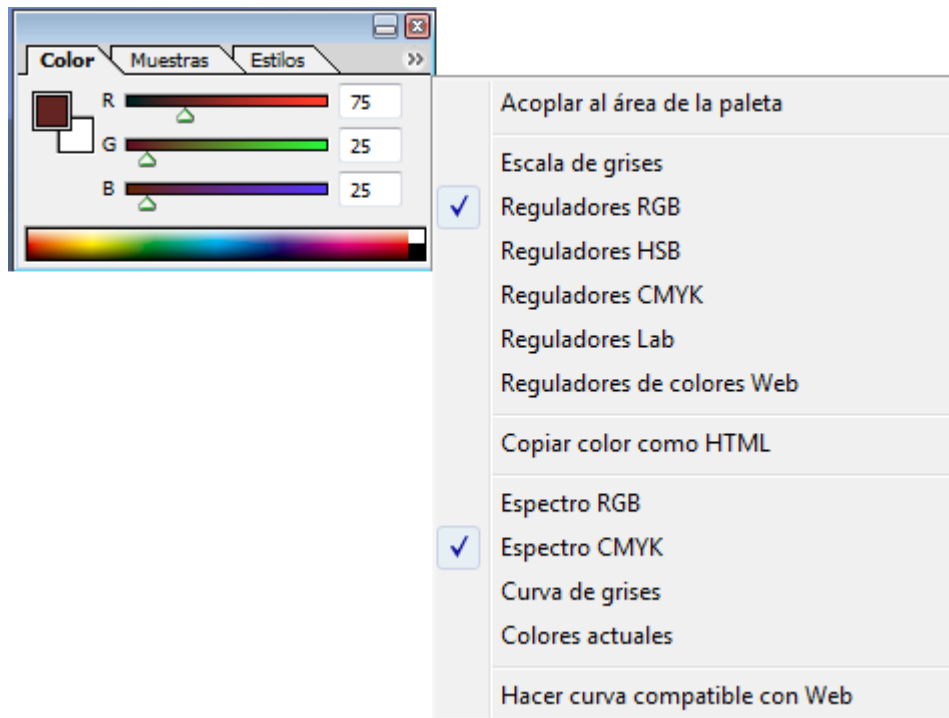 Color Muestras Estilos
R 75
G 25
B 25
Acoplar al área de la paleta
Escala de grises
Reguladores RGB
Reguladores HSB
Reguladores CMYK
Reguladores Lab
Reguladores de colores Web
Copiar color como HTML
Espectro RGB
Espectro CMYK
Curva de grises
Colores actuales
Hacer curva compatible con Web